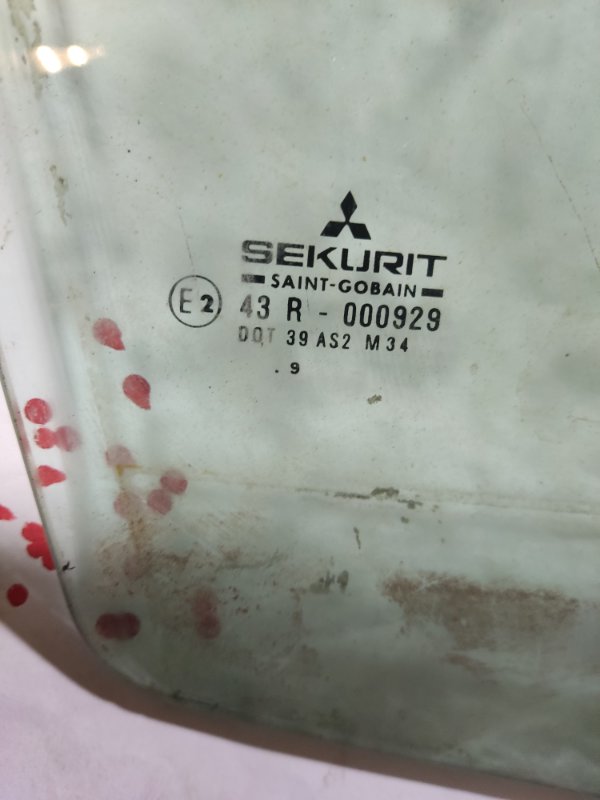 SEKURIT
SAINT-GOBAIN
E2 43 R - 000929
DOT 39 AS2 M34
. 9